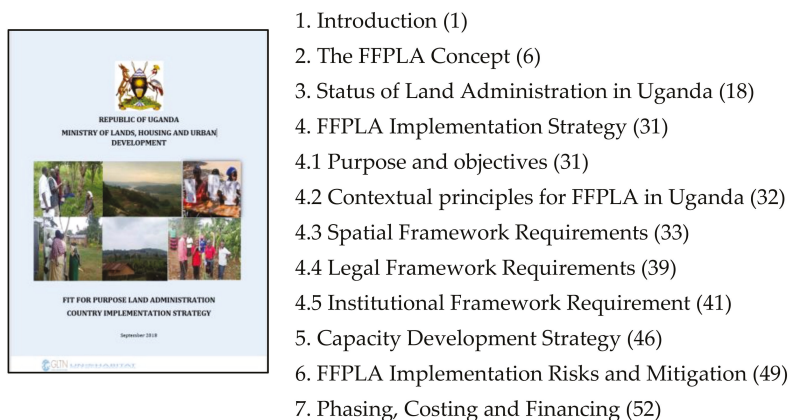 REPUBLIC OF UGANDA
MINISTRY OF LANDS, HOUSING AND URBAN
DEVELOPMENT
FIT FOR PURPOSE LAND ADMINISTRATION
COUNTRY IMPLEMENTATION STRATEGY
September 2018
GLTN
1. Introduction (1)
2. The FFPLA Concept (6)
3. Status of Land Administration in Uganda (18)
4. FFPLA Implementation Strategy (31)
4.1 Purpose and objectives (31)
4.2 Contextual principles for FFPLA in Uganda (32)
4.3 Spatial Framework Requirements (33)
4.4 Legal Framework Requirements (39)
4.5 Institutional Framework Requirement (41)
5. Capacity Development Strategy (46)
6. FFPLA Implementation Risks and Mitigation (49)
7. Phasing, Costing and Financing (52)